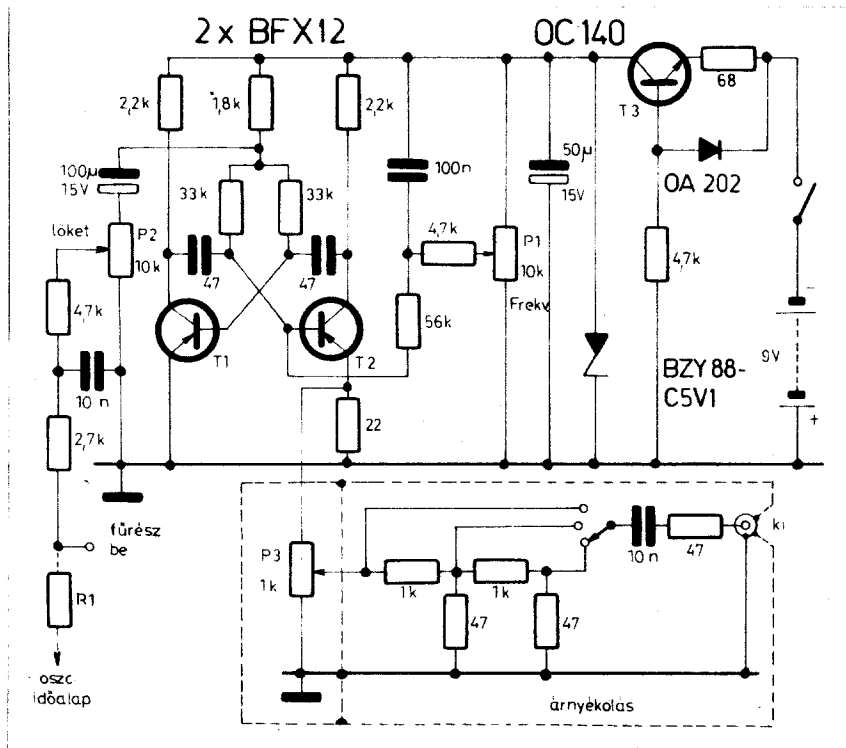 2 x BFX12
OC 140
2,2k
1,8k
2,2k
68
T3
100µ
15V
33k
33k
100n
50µ
15V
OA 202
löket
P2
10k
47
47
4,7k
P1
10k
Frekv.
4,7k
4,7k
T1
T2
56k
10 n
22
BZY 88-
C5V1
-
9V
+
2,7k
fűrész
be
R1
oszc.
időalap
P3
1k
1k
1k
47
47
10n
47
ki
árnyékolás